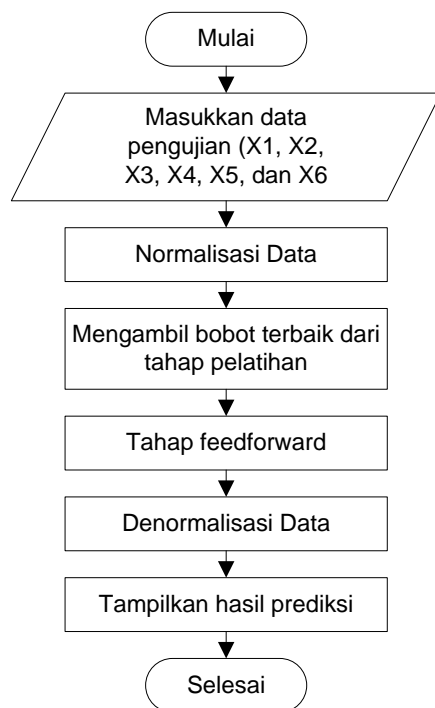 Mulai
Masukkan data
pengujian (X1, X2,
X3, X4, X5, dan X6
Normalisasi Data
Mengambil bobot terbaik dari
tahap pelatihan
Tahap feedforward
Denormalisasi Data
Tampilkan hasil prediksi
Selesai